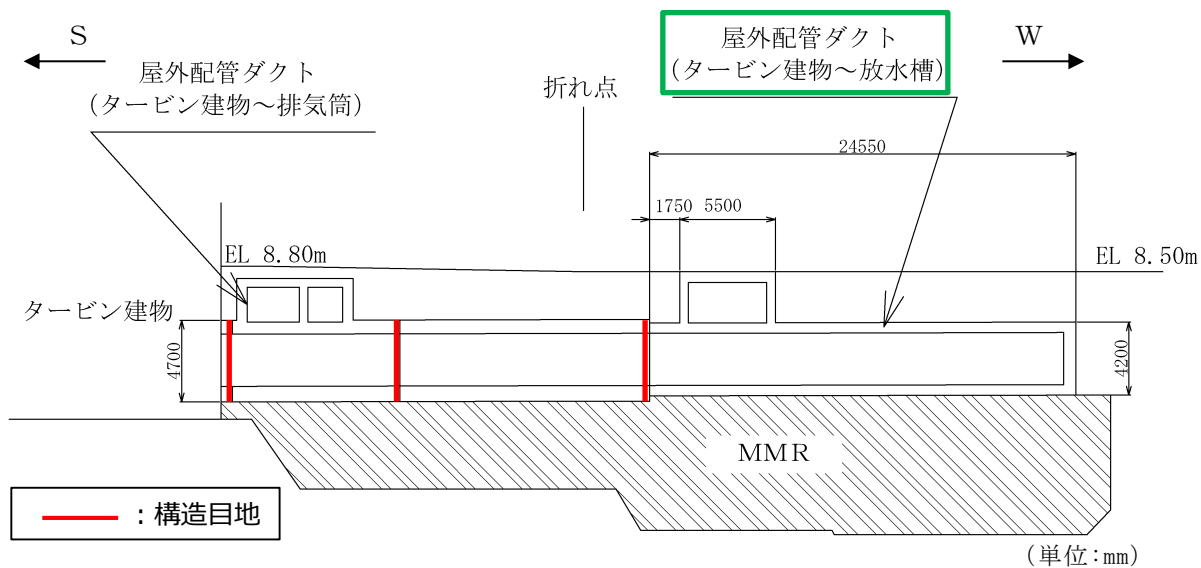 S
屋外配管ダクト
(タービン建物～排気筒)
折れ点
屋外配管ダクト
(タービン建物～放水槽)
W
24550
1750
5500
EL 8.80m
EL 8.50m
タービン建物
4700
4200
MMR
：構造目地
(単位:mm)